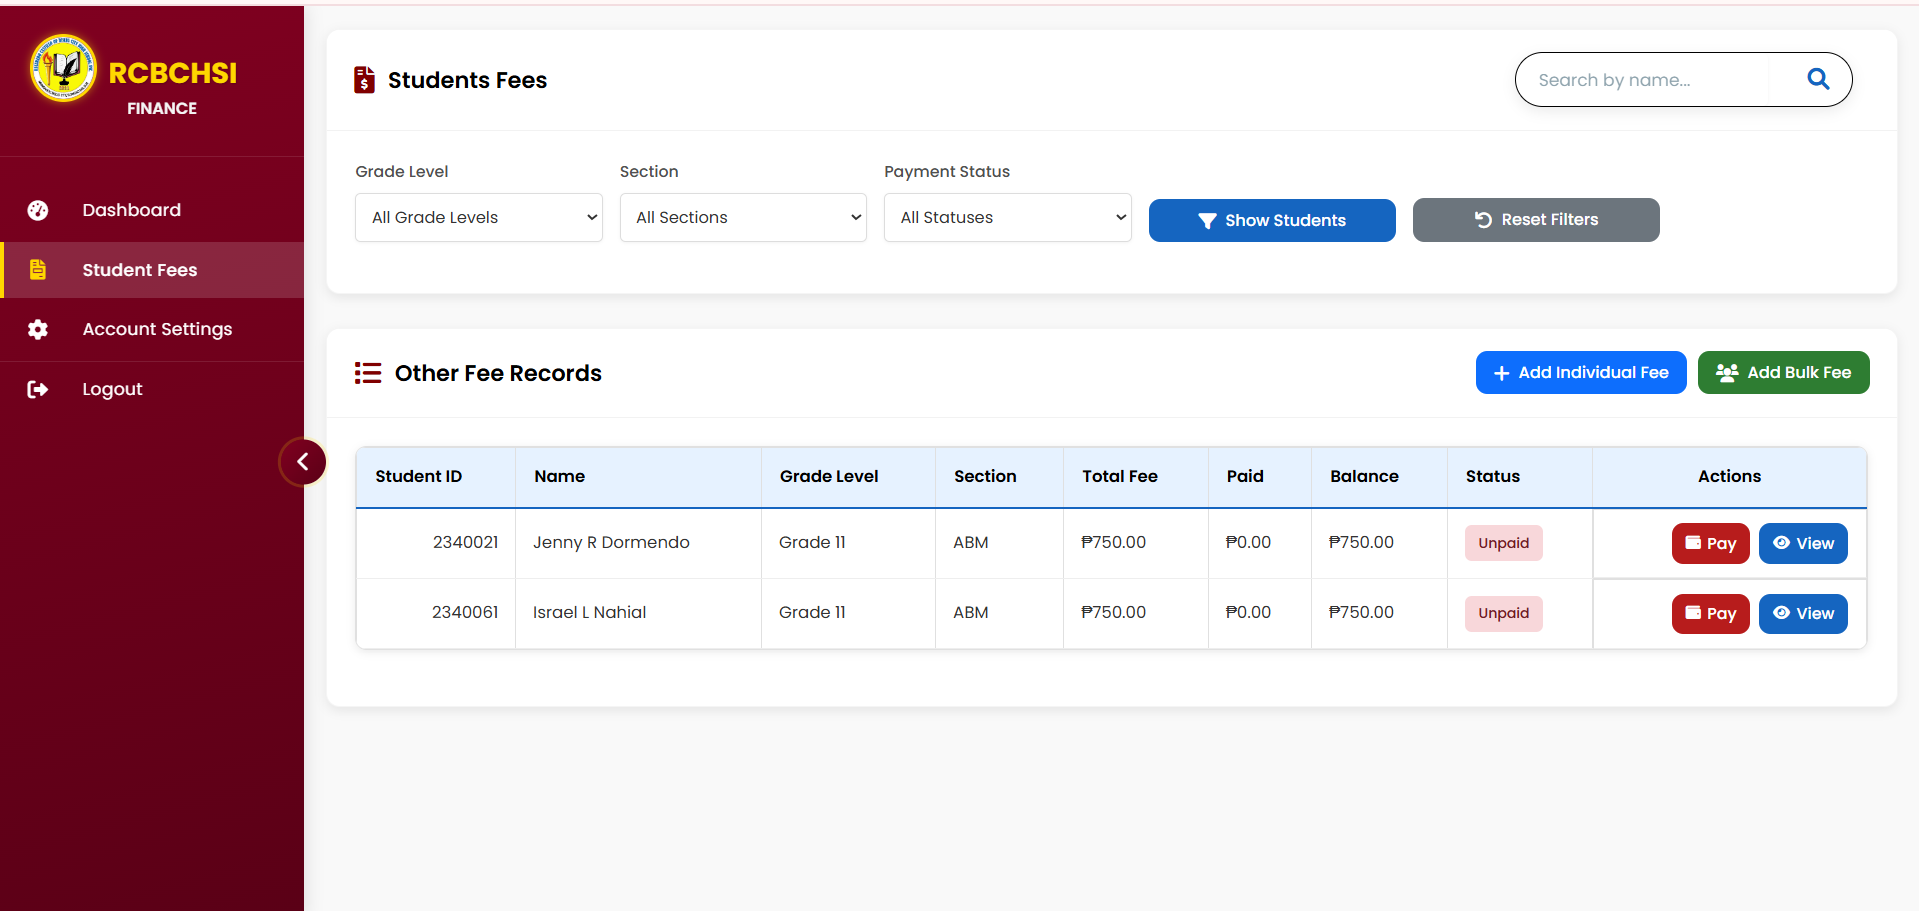 RCBCHSI
FINANCE
Dashboard
Student Fees
Account Settings
Logout
Students Fees
Search by name...
Grade Level
Section
Payment Status
All Grade Levels
All Sections
All Statuses
Show Students
Reset Filters
Other Fee Records
Add Individual Fee
Add Bulk Fee
Student ID Name Grade Level Section Total Fee Paid Balance Status Actions
2340021 Jenny R Dormendo Grade 11 ABM ₱750.00 ₱0.00 ₱750.00 Unpaid Pay View
2340061 Israel L Nahial Grade 11 ABM ₱750.00 ₱0.00 ₱750.00 Unpaid Pay View